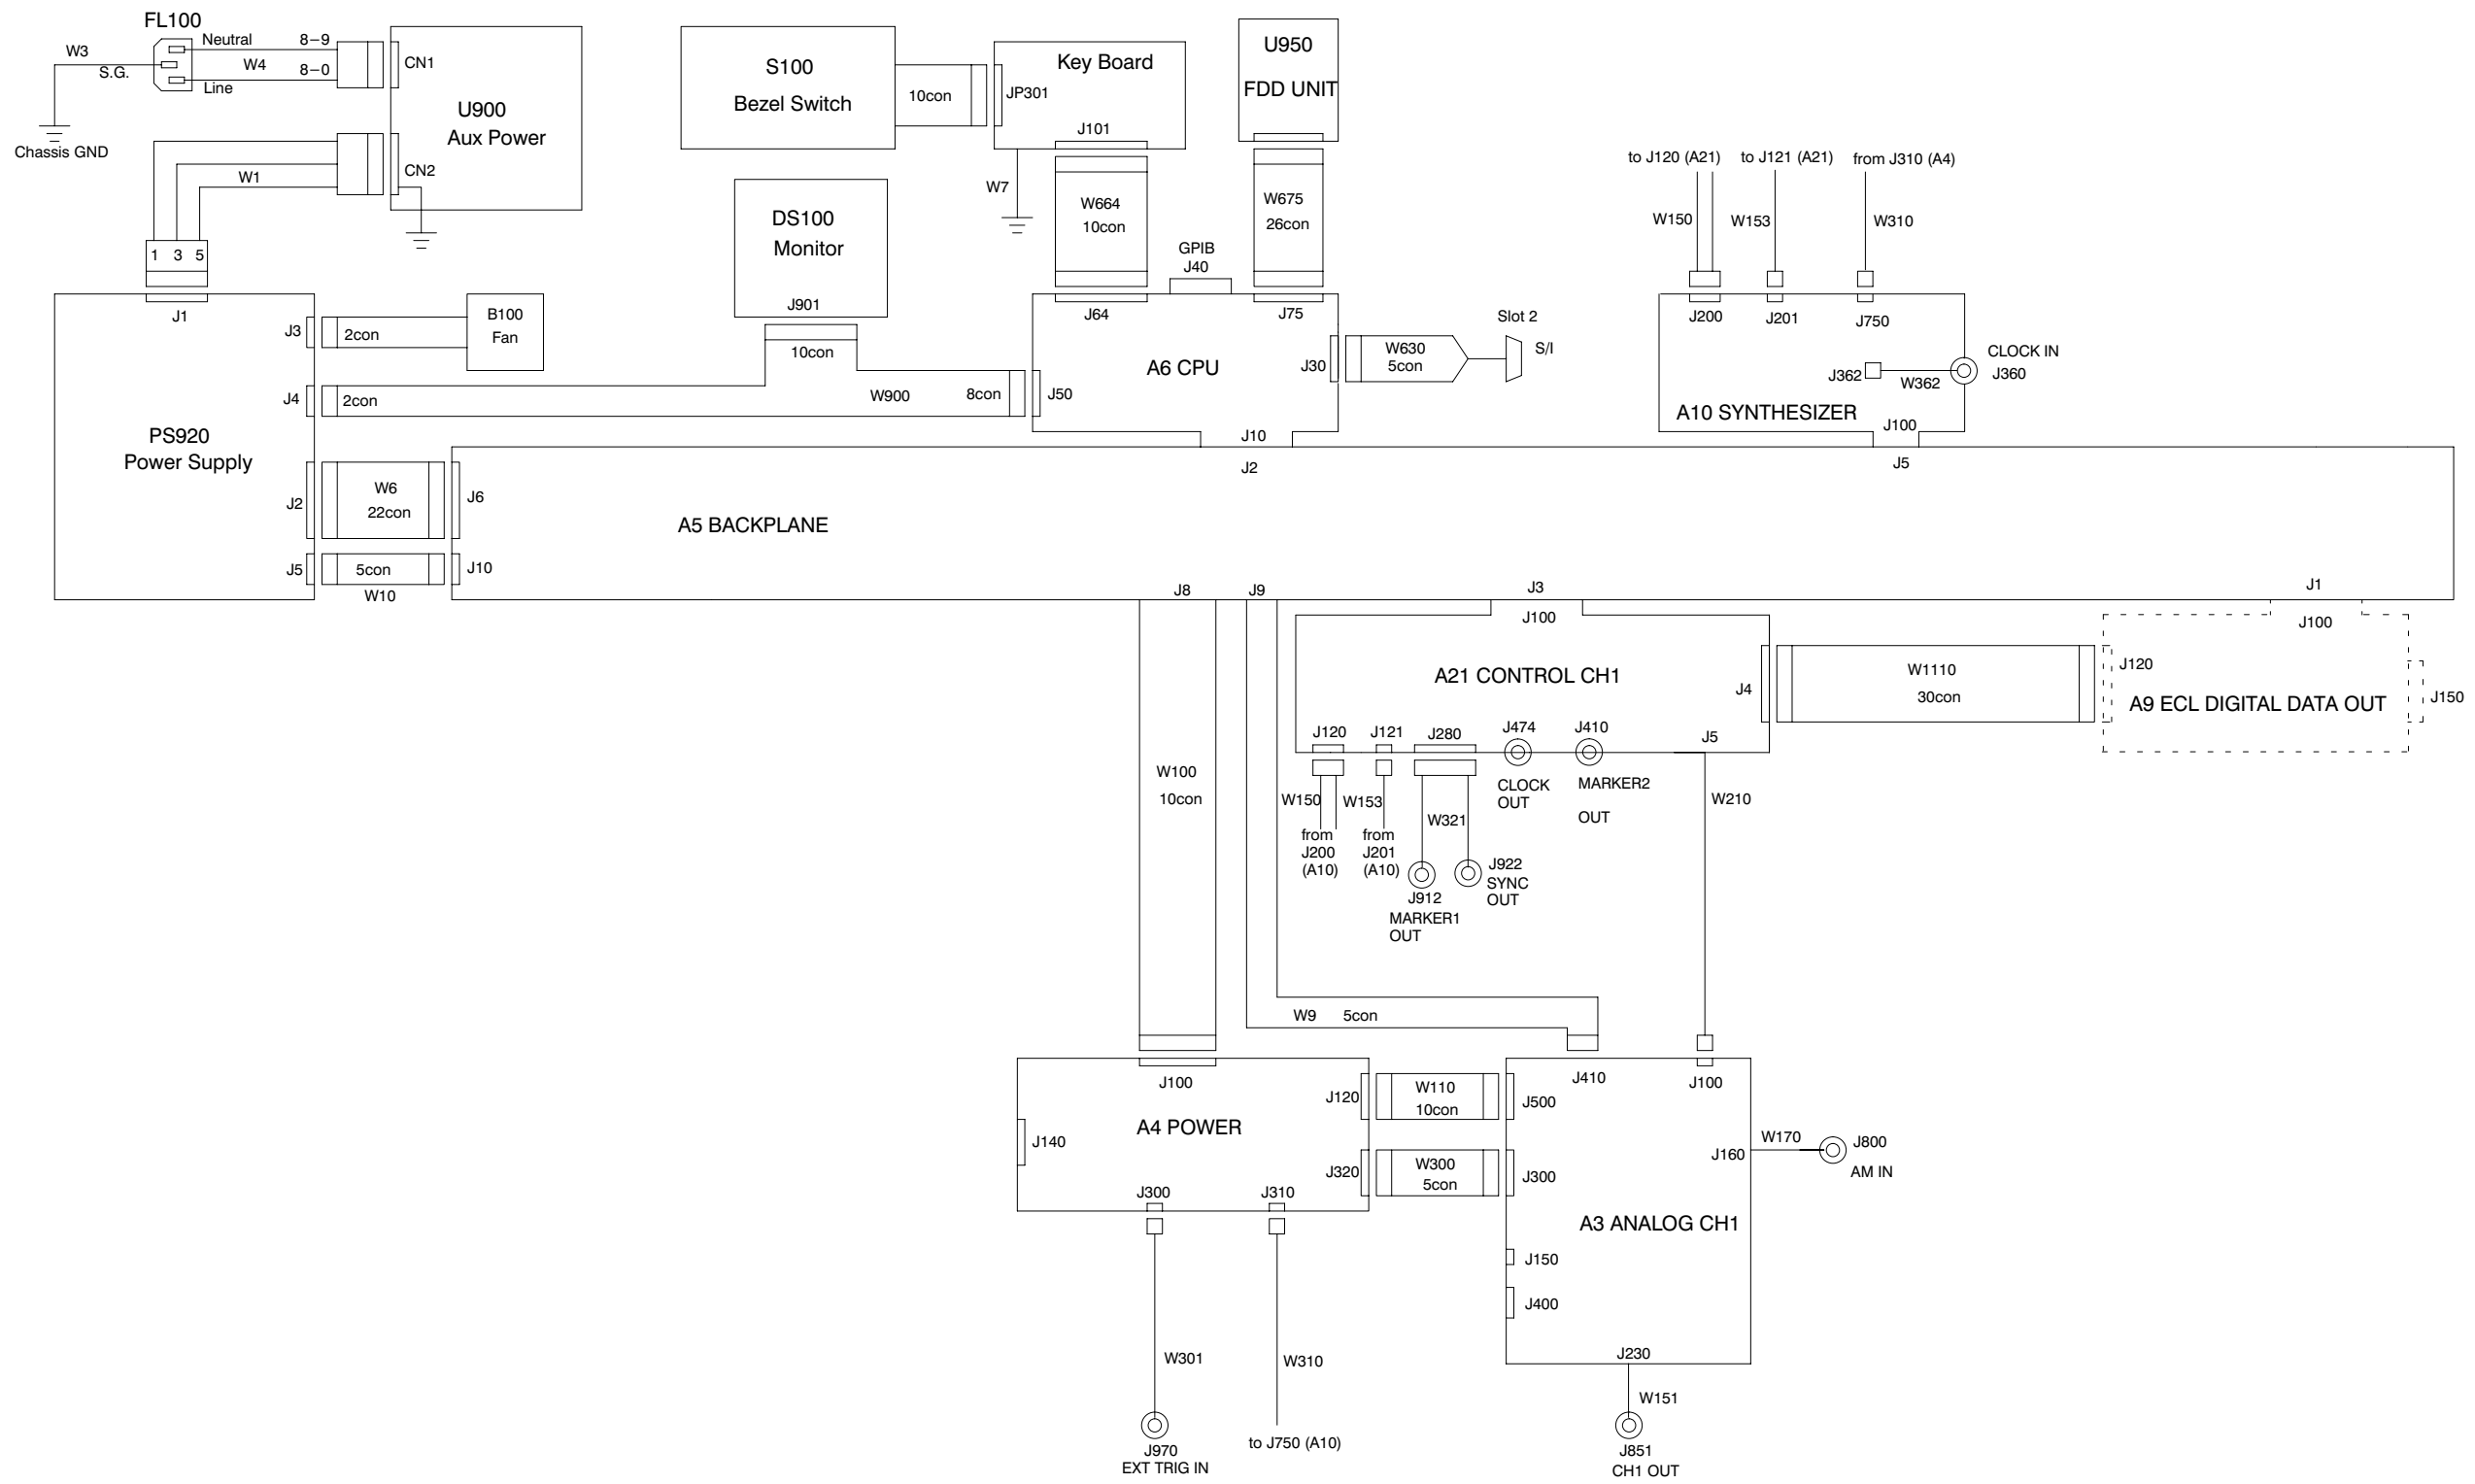 FL100
W3
Neutral
8–9
W4
8–0
S.G.
Line
Chassis GND
CN1
U900
Aux Power
CN2
W1
1 3 5
J1
S100
Bezel Switch
10con
Key Board
JP301
J101
W7
W664
10con
U950
FDD UNIT
W675
26con
GPIB
J40
DS100
Monitor
J901
10con
J3
2con
B100
Fan
J4
2con
W900
8con
J50
J64
J75
A6 CPU
J30
W630
5con
Slot 2
S/I
J10
to J120 (A21)
to J121 (A21)
from J310 (A4)
W150
W153
W310
J200
J201
J750
CLOCK IN
J360
J362
W362
A10 SYNTHESIZER
J100
PS920
Power Supply
J2
W6
22con
J6
J5
5con
J10
W10
A5 BACKPLANE
J2
J5
J8
J9
J3
J1
J100
A21 CONTROL CH1
J4
W1110
30con
J100
J120
A9 ECL DIGITAL DATA OUT
J150
J120
J121
J280
J474
J410
J5
W100
10con
W150
W153
W321
CLOCK
OUT
MARKER2
OUT
W210
from
J200
(A10)
from
J201
(A10)
J912
MARKER1
OUT
J922
SYNC
OUT
W9
5con
J100
J120
W110
10con
J500
J410
J100
A4 POWER
J140
J320
W300
5con
J300
J160
W170
J800
AM IN
J300
J310
A3 ANALOG CH1
J150
J400
J230
W301
W310
W151
J970
EXT TRIG IN
to J750 (A10)
J851
CH1 OUT